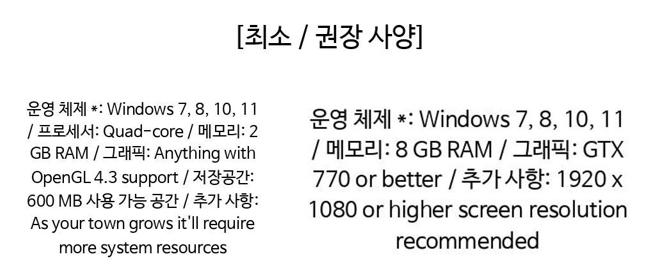 [최소 / 권장 사양]
운영 체제 *: Windows 7, 8, 10, 11
/ 프로세서: Quad-core / 메모리: 2
GB RAM / 그래픽: Anything with
OpenGL 4.3 support / 저장공간:
600 MB 사용 가능 공간 / 추가 사항:
As your town grows it'll require
more system resources
운영 체제 *: Windows 7, 8, 10, 11
/ 메모리: 8 GB RAM / 그래픽: GTX
770 or better / 추가 사항: 1920 x
1080 or higher screen resolution
recommended